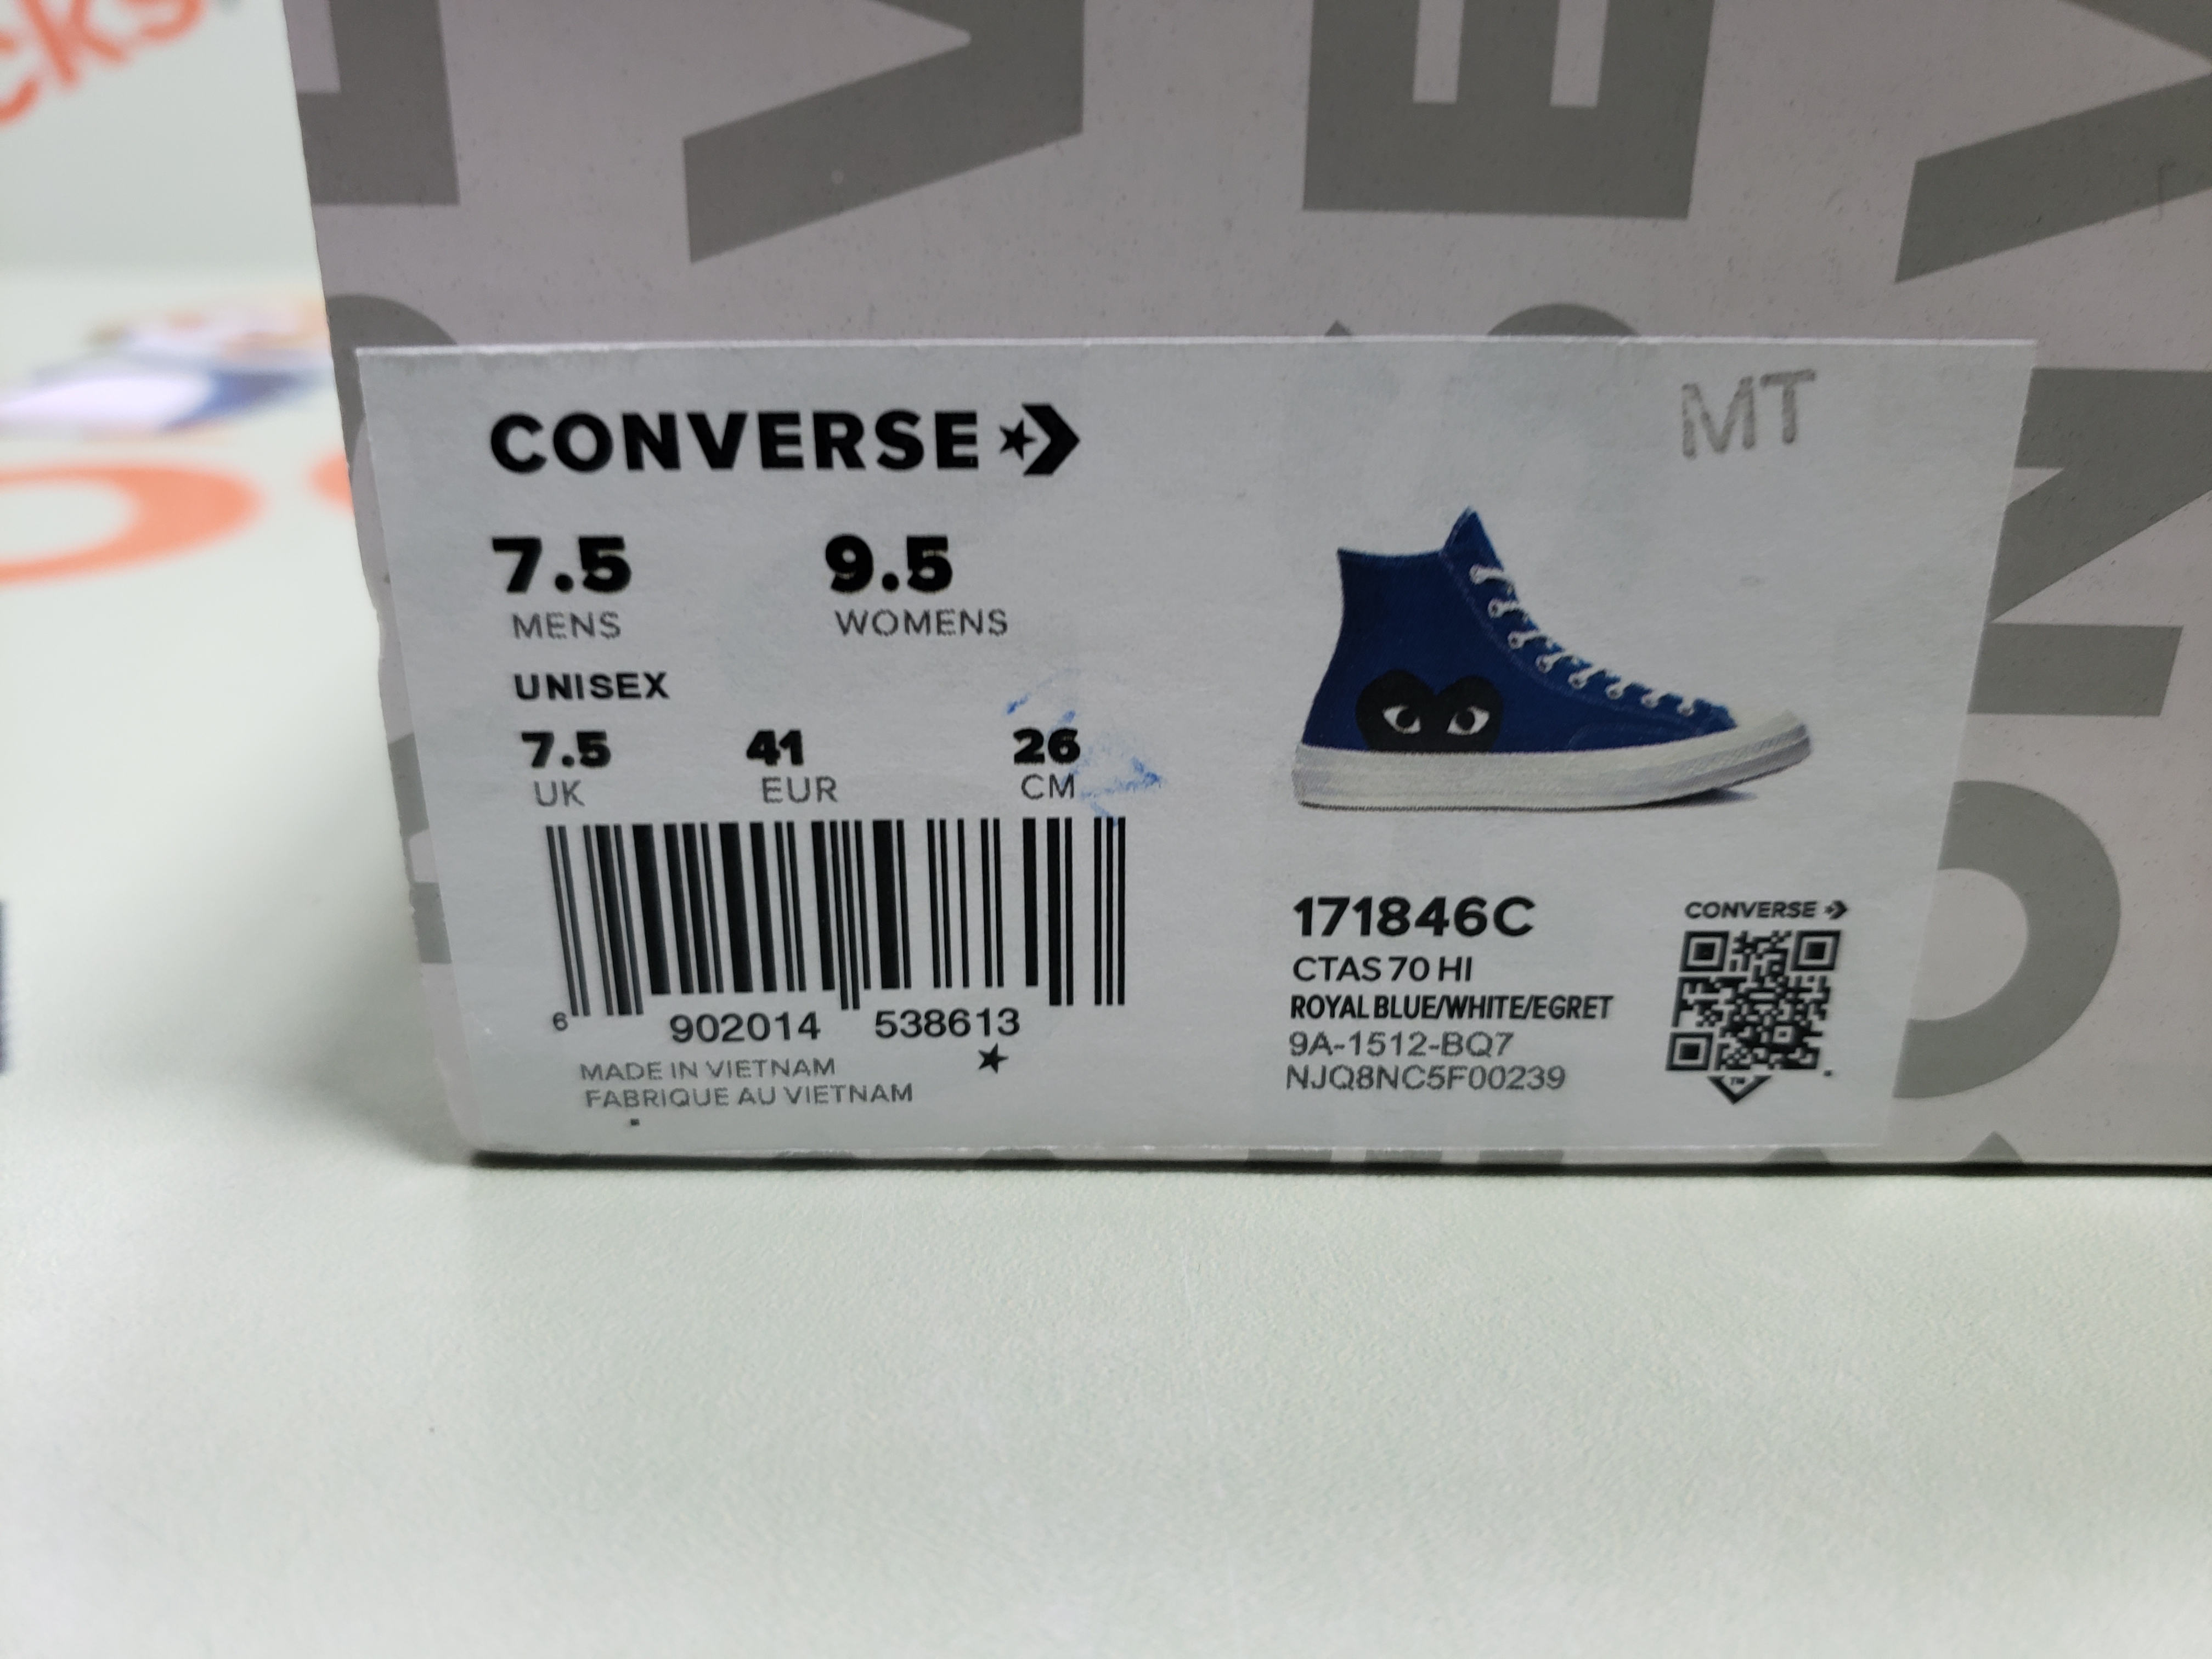 CONVERSE
MT
7.5 9.5
MENS WOMENS
UNISEX
7.5 41 26
UK EUR CM
6 902014 538613
MADE IN VIETNAM
FABRIQUE AU VIETNAM
171846C
CTAS 70 HI
ROYAL BLUE/WHITE/EGRET
9A-1512-BQ7
NJQ8NC5F00239
CONVERSE
TM